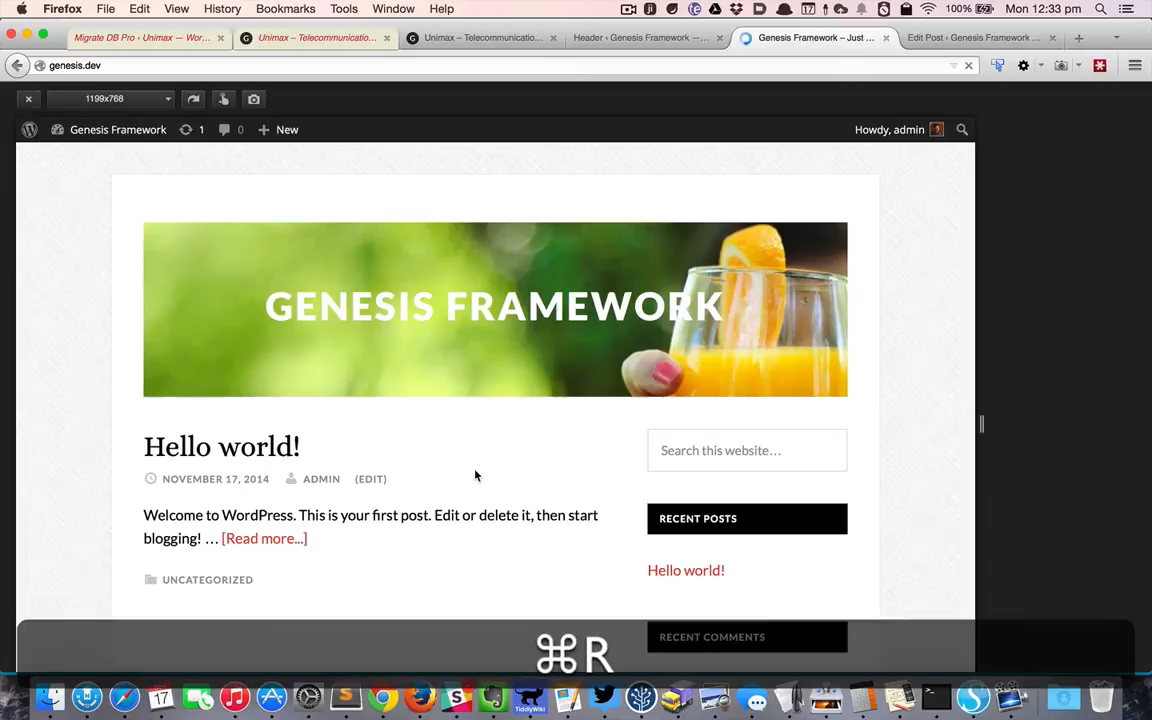 Firefox File Edit View History Bookmarks Tools Window Help 17 100% Mon 12:33 pm
Migrate DB Pro ‹ Unimax — Wor... Unimax – Telecommunicatio... Unimax – Telecommunicatio... Header ‹ Genesis Framework —... Genesis Framework – Just ... Edit Post ‹ Genesis Framework ...
genesis.dev
1199x768
Genesis Framework 1 0 New Howdy, admin
GENESIS FRAMEWORK
Hello world!
NOVEMBER 17, 2014 ADMIN (EDIT)
Search this website…
Welcome to WordPress. This is your first post. Edit or delete it, then start
blogging! … [Read more...]
RECENT POSTS
Hello world!
UNCATEGORIZED
RECENT COMMENTS
⌘R
17 TiddlyWiki